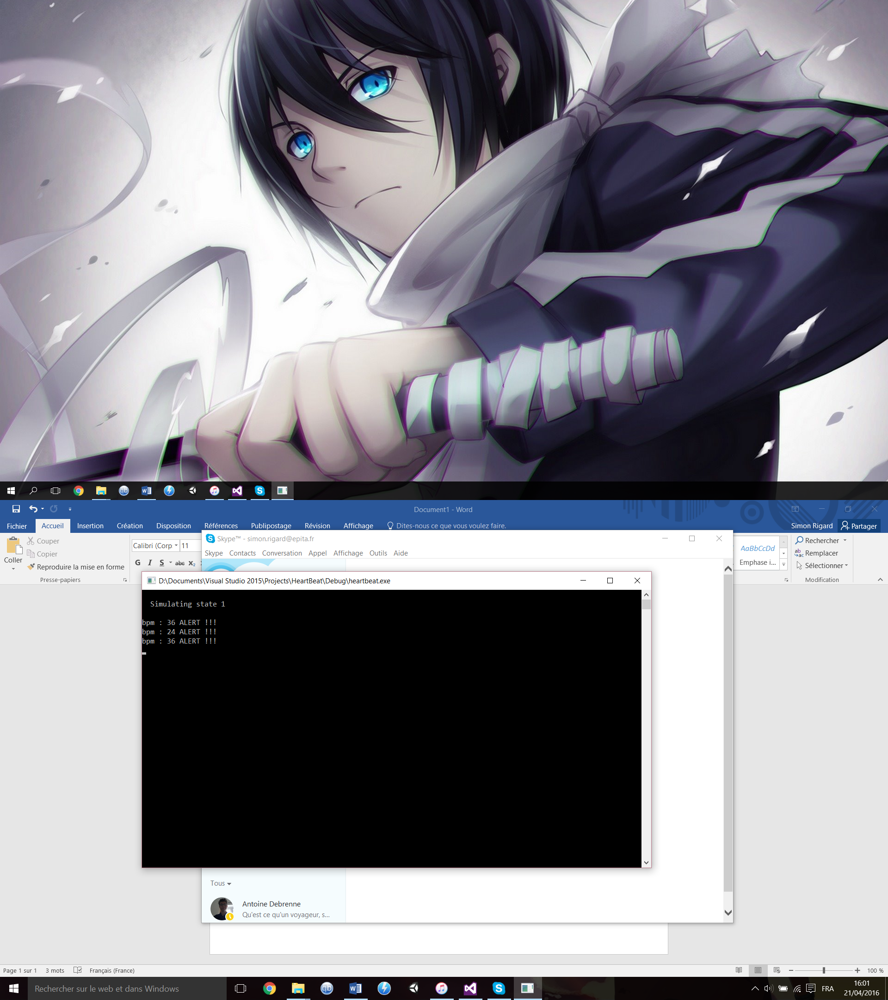 Document1 - Word
Fichier Accueil Insertion Création Disposition Références Publipostage Révision Affichage Dites-nous ce que vous voulez faire. Simon Rigard Partager
Coller
Couper
Copier
Reproduire la mise en forme
Presse-papiers
Calibri (Corp 11
G I S abc x₂
AaBbCcDd
Emphase i...
Rechercher
Remplacer
Sélectionner
Modification
Skype™ - simon.rigard@epita.fr
Skype Contacts Conversation Appel Affichage Outils Aide
D:\Documents\Visual Studio 2015\Projects\HeartBeat\Debug\heartbeat.exe
Simulating state 1
bpm : 36 ALERT !!!
bpm : 24 ALERT !!!
bpm : 36 ALERT !!!
Tous
Antoine Debrenne
Qu'est ce qu'un voyageur, s...
Page 1 sur 1 3 mots Français (France) 100 %
Rechercher sur le web et dans Windows
FRA
16:01
21/04/2016